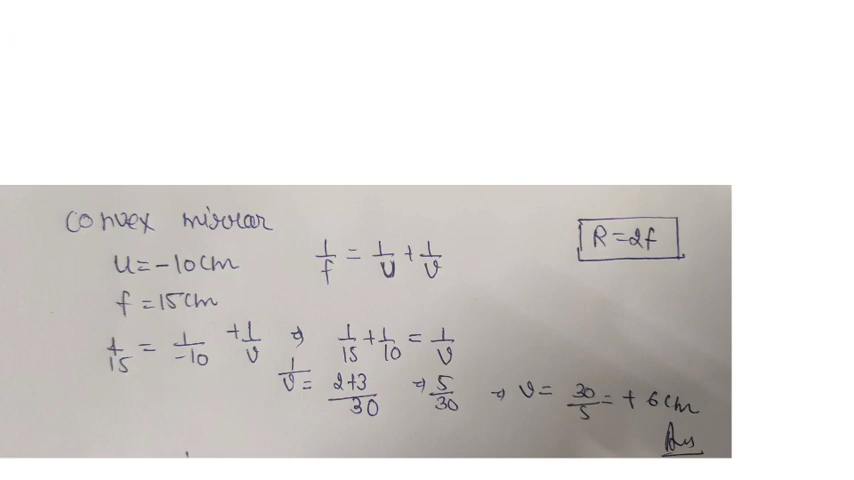 convex mirror
R=2f
u=-10cm 1/f = 1/u + 1/v
f=15cm
1/15 = 1/-10 + 1/v ⇒ 1/15 + 1/10 = 1/v
1/v = 2+3/30 ⇒ 5/30 ⇒ v = 30/5 = + 6cm
Ans